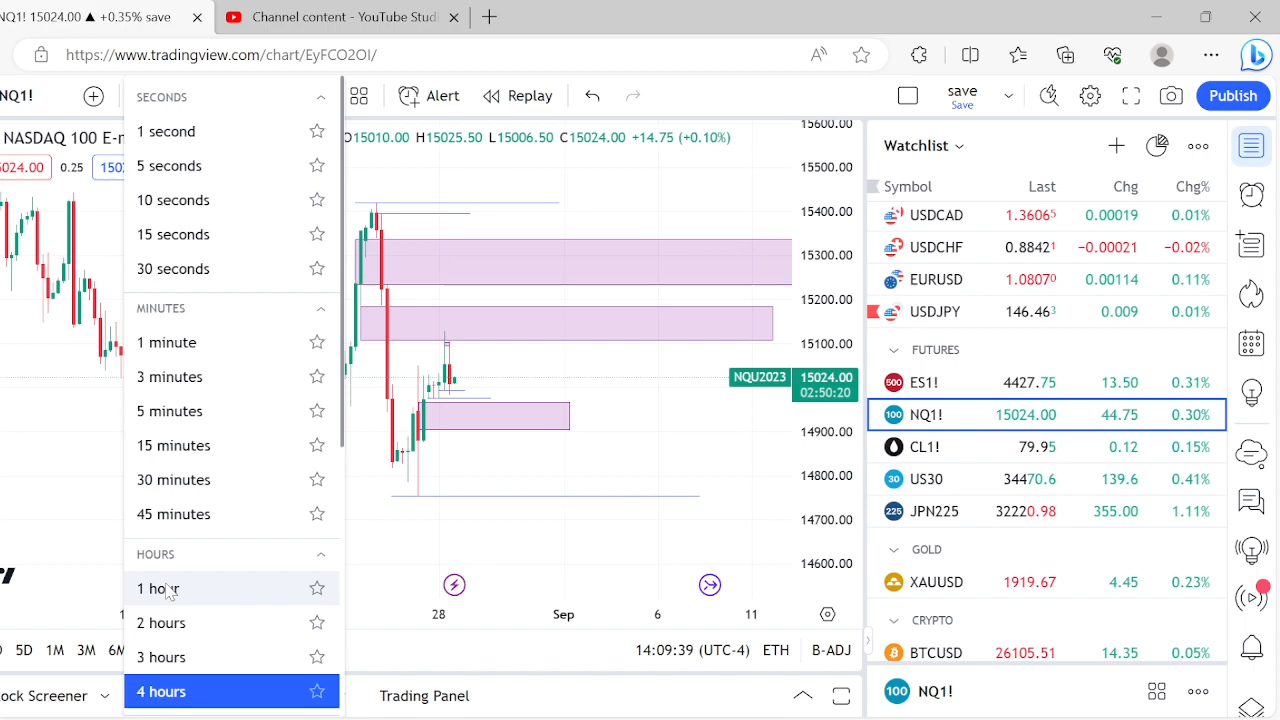 NQ1! 15024.00 ▲ +0.35% save
Channel content - YouTube Studi
https://www.tradingview.com/chart/EyFCO2OI/
NQ1!
Alert
Replay
save
Save
Publish
SECONDS
1 second
5 seconds
10 seconds
15 seconds
30 seconds
MINUTES
1 minute
3 minutes
5 minutes
15 minutes
30 minutes
45 minutes
HOURS
1 hour
2 hours
3 hours
4 hours
NASDAQ 100 E-m
O15010.00 H15025.50 L15006.50 C15024.00 +14.75 (+0.10%)
5024.00 0.25 1502
15600.00
15500.00
15400.00
15300.00
15200.00
15100.00
NQU2023 15024.00
02:50:20
14900.00
14800.00
14700.00
14600.00
28 Sep 6 11
5D 1M 3M 6M
14:09:39 (UTC-4) ETH B-ADJ
ock Screener
Trading Panel
Watchlist
Symbol Last Chg Chg%
USDCAD 1.36065 0.00019 0.01%
USDCHF 0.88421 −0.00021 −0.02%
EURUSD 1.08070 0.00114 0.11%
USDJPY 146.463 0.009 0.01%
FUTURES
500 ES1! 4427.75 13.50 0.31%
100 NQ1! 15024.00 44.75 0.30%
CL1! 79.95 0.12 0.15%
30 US30 34470.6 139.6 0.41%
225 JPN225 32220.98 355.00 1.11%
GOLD
XAUUSD 1919.67 4.45 0.23%
CRYPTO
BTCUSD 26105.51 14.35 0.05%
100 NQ1!